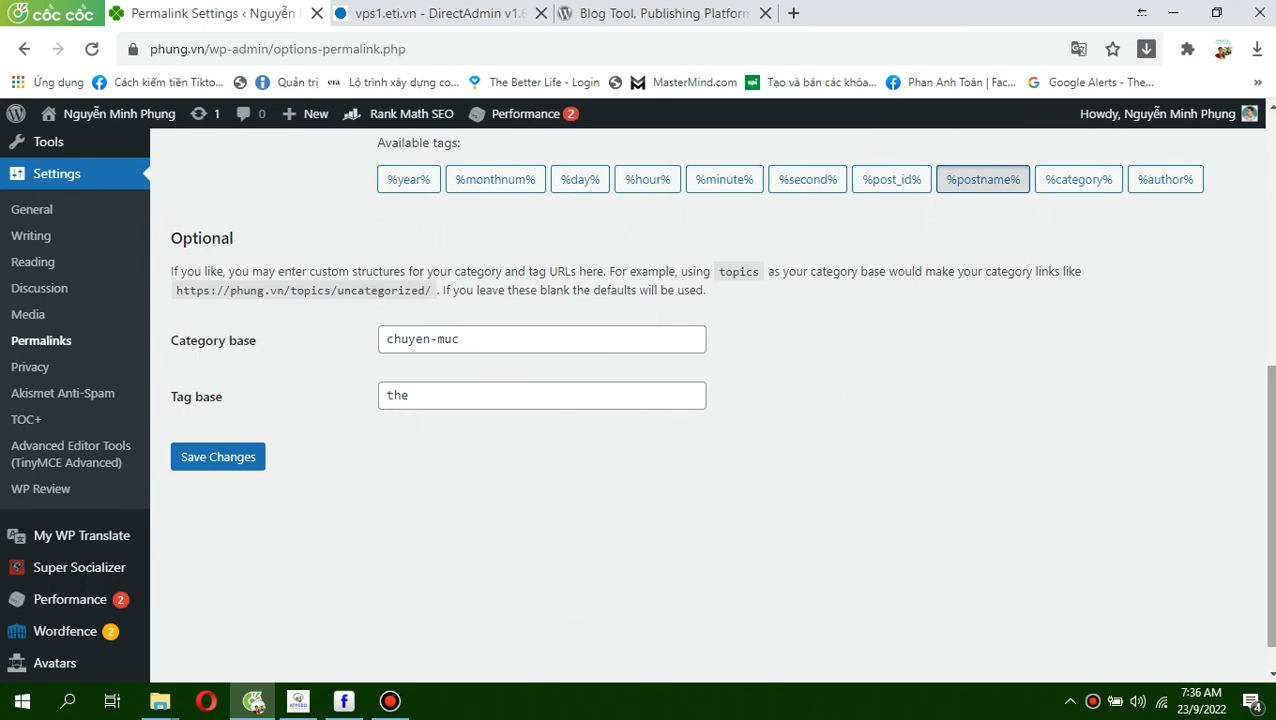 cốc cốc
Permalink Settings ‹ Nguyễn
vps1.eti.vn - DirectAdmin v1.6
Blog Tool, Publishing Platform
phung.vn/wp-admin/options-permalink.php
Ứng dụng
Cách kiếm tiền Tikto...
Quản trị
eta
Lộ trình xây dựng co...
The Better Life - Login
MasterMind.com
Tạo và bán các khóa...
Phan Anh Toàn | Fac...
Google Alerts - The...
»
Nguyễn Minh Phụng
1
0
New
Rank Math SEO
Performance 2
Howdy, Nguyễn Minh Phụng
Tools
Settings
General
Writing
Reading
Discussion
Media
Permalinks
Privacy
Akismet Anti-Spam
TOC+
Advanced Editor Tools
(TinyMCE Advanced)
WP Review
My WP Translate
Super Socializer
Performance 2
Wordfence 2
Avatars
Available tags:
%year% %monthnum% %day% %hour% %minute% %second% %post_id% %postname% %category% %author%
Optional
If you like, you may enter custom structures for your category and tag URLs here. For example, using topics as your category base would make your category links like
https://phung.vn/topics/uncategorized/ . If you leave these blank the defaults will be used.
Category base
chuyen-muc
Tag base
the
Save Changes
7:36 AM
23/9/2022
4